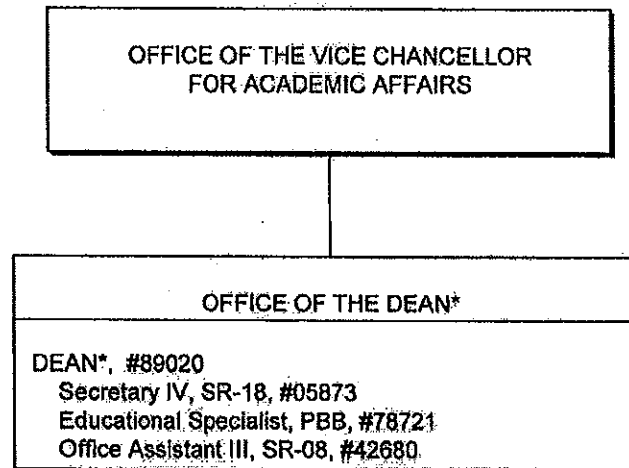 OFFICE OF THE VICE CHANCELLOR
FOR ACADEMIC AFFAIRS
OFFICE OF THE DEAN*
DEAN*, #89020
Secretary IV, SR-18, #05873
Educational Specialist, PBB, #78721
Office Assistant III, SR-08, #42680